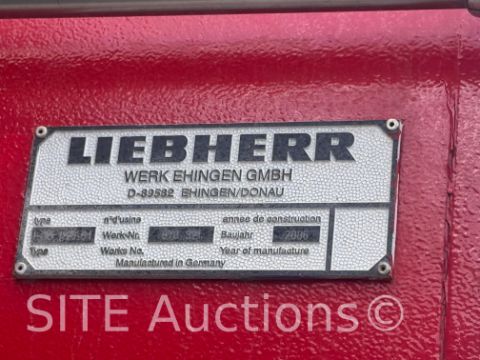 LIEBHERR
WERK EHINGEN GMBH
D-89582 EHINGEN/DONAU
type n°d'usine annee de construction
Werk-Nr. Baujahr 2006
Type Works No. Year of manufacture
Manufactured in Germany
SITE Auctions©